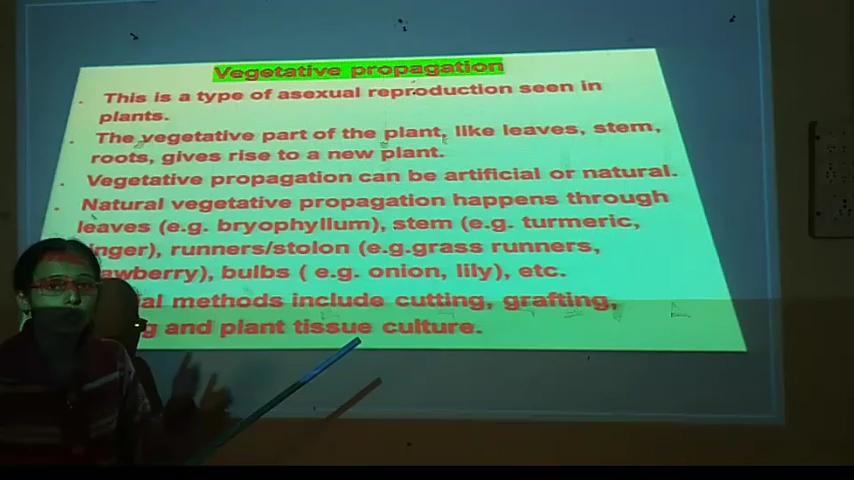 Vegetative propagation
This is a type of asexual reproduction seen in
plants.
The vegetative part of the plant, like leaves, stem,
roots, gives rise to a new plant.
Vegetative propagation can be artificial or natural.
Natural vegetative propagation happens through
leaves (e.g. bryophyllum), stem (e.g. turmeric,
inger), runners/stolon (e.g.grass runners,
awberry), bulbs ( e.g. onion, lily), etc.
al methods include cutting, grafting,
g and plant tissue culture.